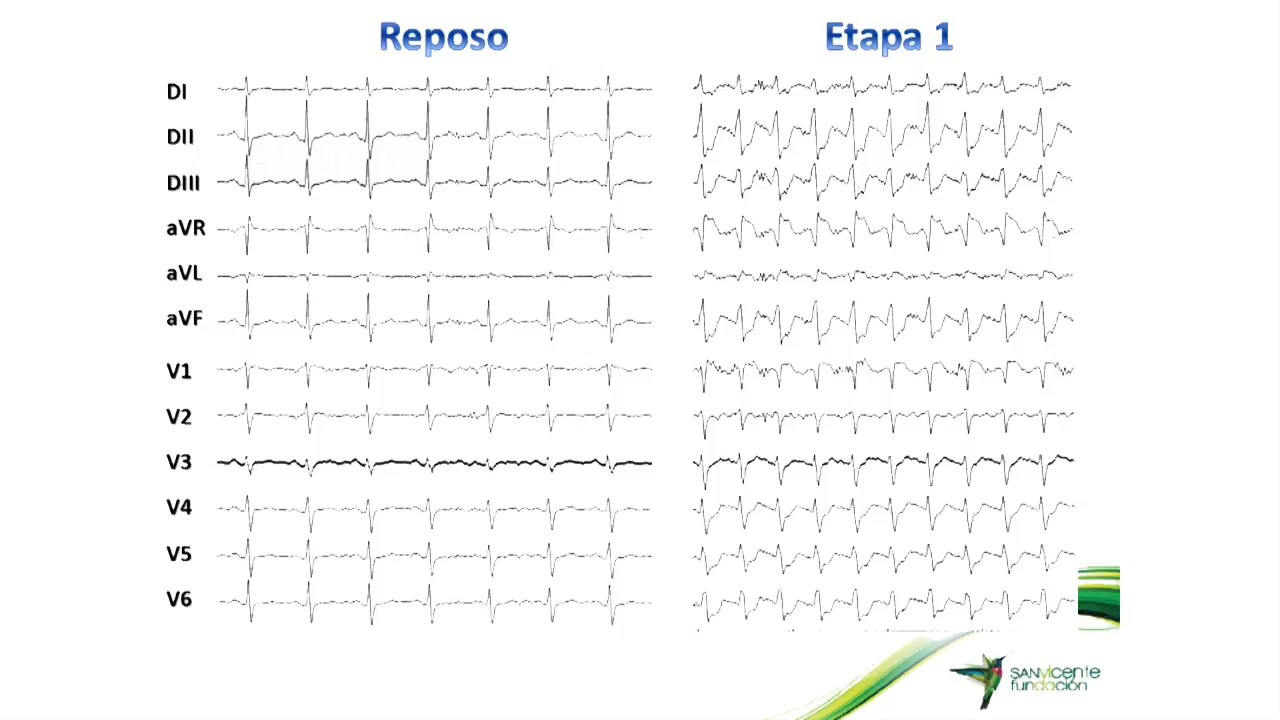 Reposo
Etapa 1
DI
DII
DIII
aVR
aVL
aVF
V1
V2
V3
V4
V5
V6
SANVICENTE
fundación